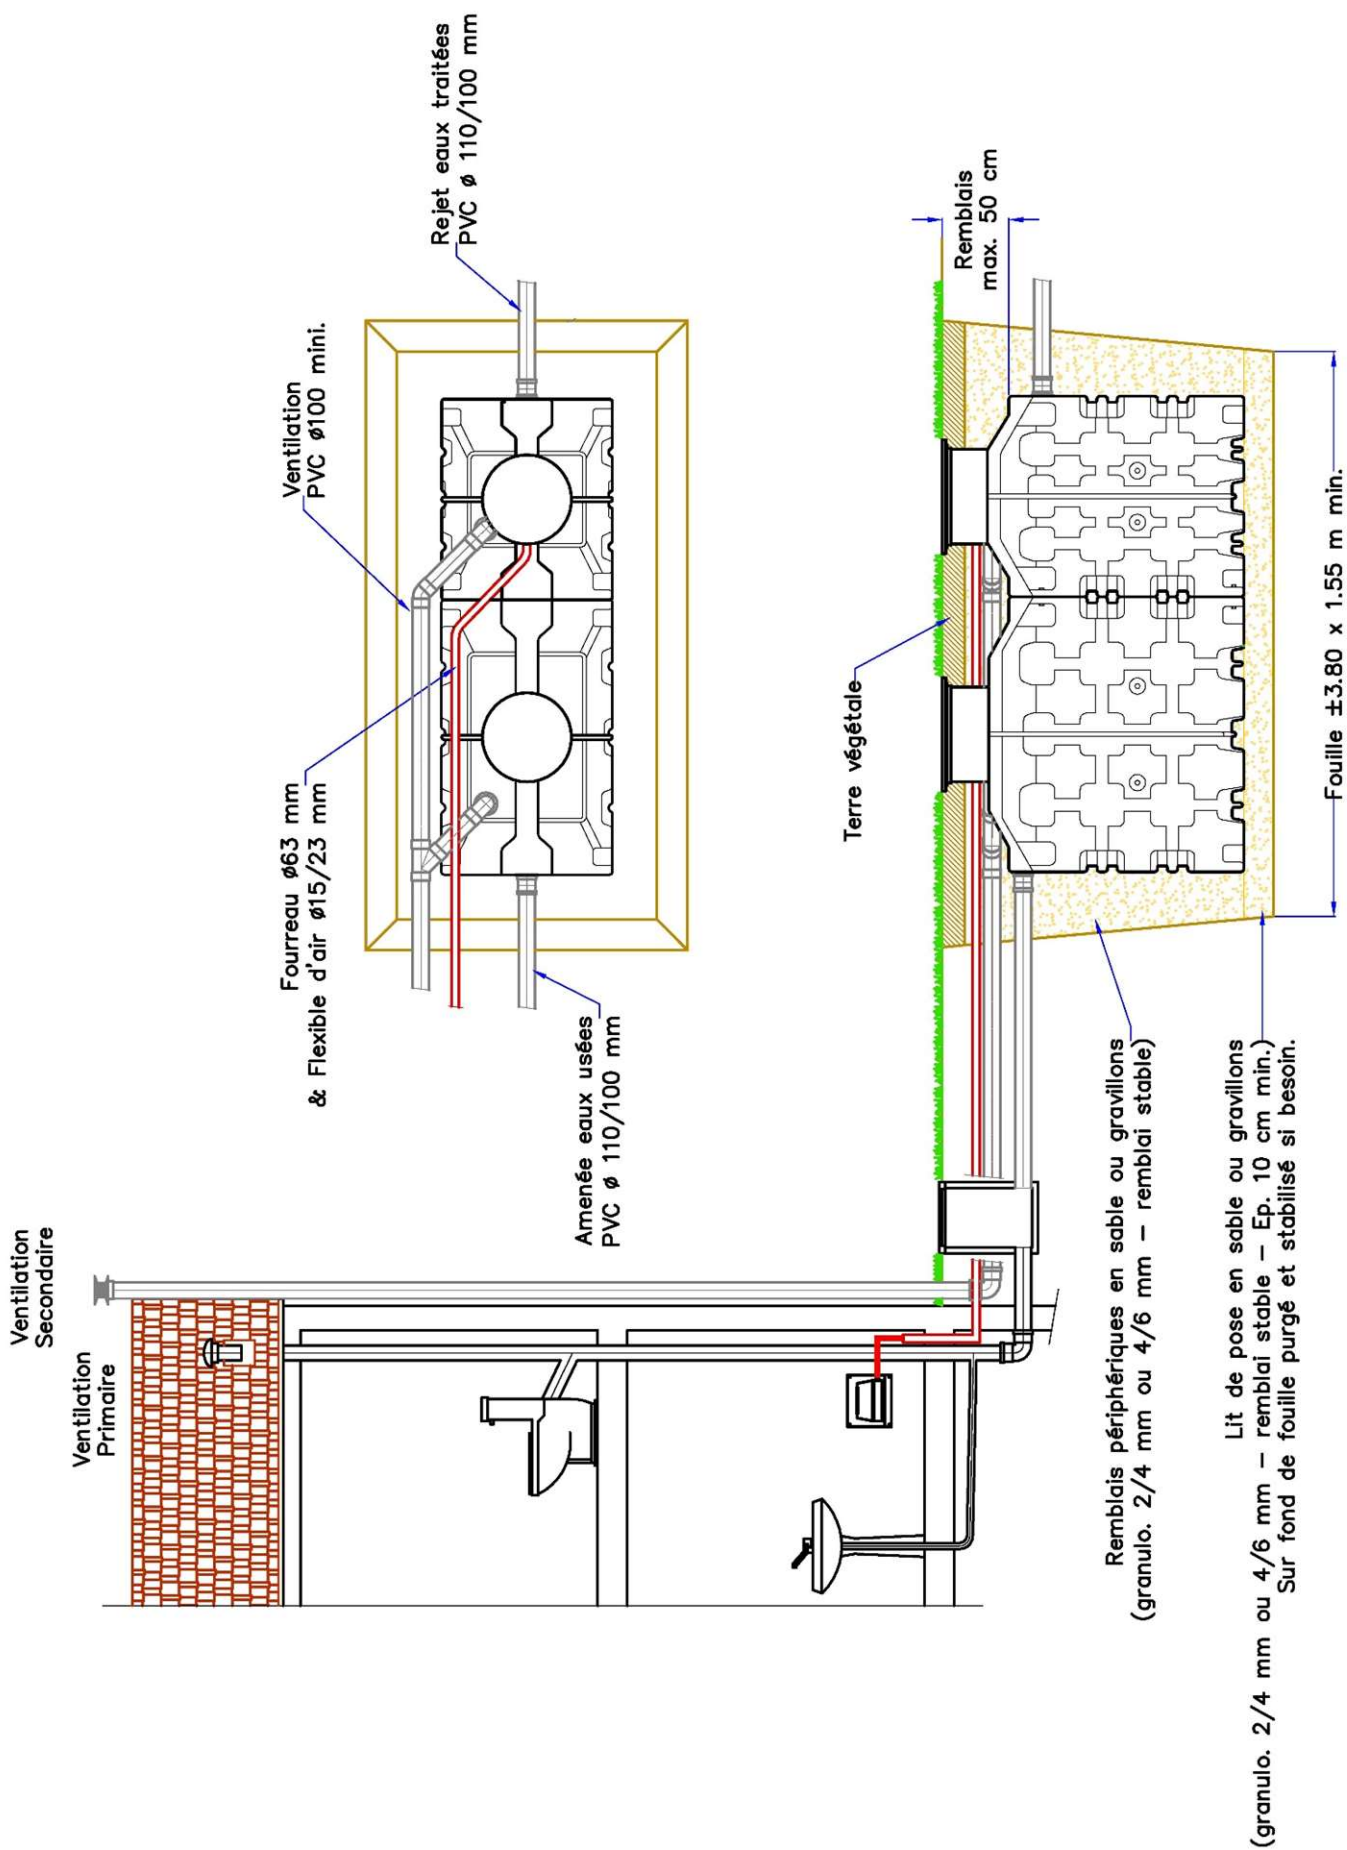 Ventilation
Secondaire
Ventilation
Primaire
Fourreau ø63 mm
& Flexible d'air ø15/23 mm
Ventilation
PVC ø100 mini.
Rejet eaux traitées
PVC ø 110/100 mm
Amenée eaux usées
PVC ø 110/100 mm
Terre végétale
Remblais
max. 50 cm
Remblais périphériques en sable ou gravillons
(granulo. 2/4 mm ou 4/6 mm – remblai stable)
Lit de pose en sable ou gravillons
(granulo. 2/4 mm ou 4/6 mm – remblai stable – Ep. 10 cm min.)
Sur fond de fouille purgé et stabilisé si besoin.
Fouille ±3.80 x 1.55 m min.